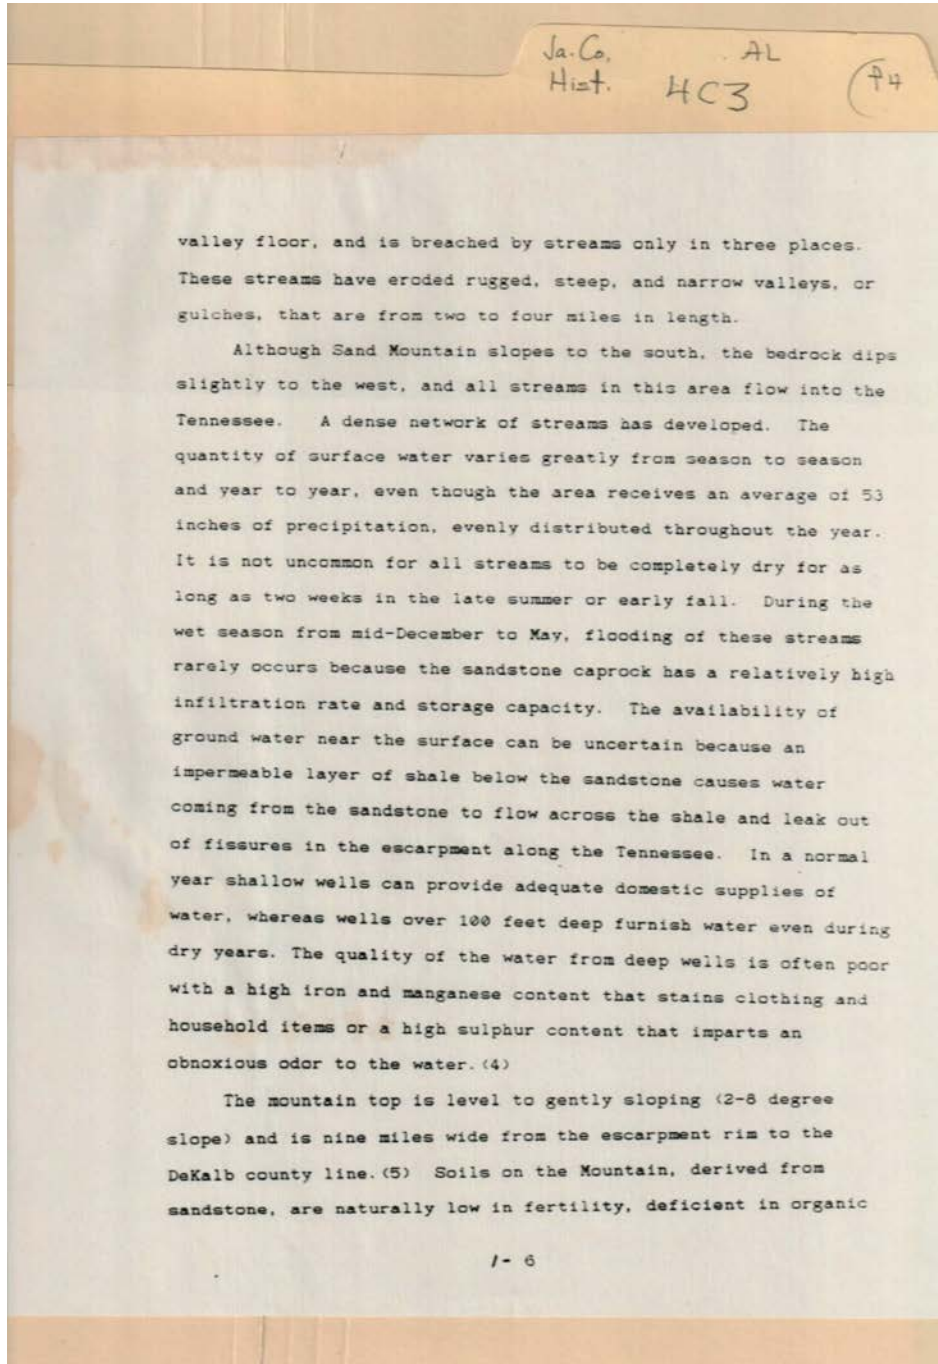 Ja. Co. AL
Hist. 4C3 P4
valley floor, and is breached by streams only in three places.
These streams have eroded rugged, steep, and narrow valleys, or
gulches, that are from two to four miles in length.
Although Sand Mountain slopes to the south, the bedrock dips
slightly to the west, and all streams in this area flow into the
Tennessee. A dense network of streams has developed. The
quantity of surface water varies greatly from season to season
and year to year, even though the area receives an average of 53
inches of precipitation, evenly distributed throughout the year.
It is not uncommon for all streams to be completely dry for as
long as two weeks in the late summer or early fall. During the
wet season from mid-December to May, flooding of these streams
rarely occurs because the sandstone caprock has a relatively high
infiltration rate and storage capacity. The availability of
ground water near the surface can be uncertain because an
impermeable layer of shale below the sandstone causes water
coming from the sandstone to flow across the shale and leak out
of fissures in the escarpment along the Tennessee. In a normal
year shallow wells can provide adequate domestic supplies of
water, whereas wells over 100 feet deep furnish water even during
dry years. The quality of the water from deep wells is often poor
with a high iron and manganese content that stains clothing and
household items or a high sulphur content that imparts an
obnoxious odor to the water.(4)
The mountain top is level to gently sloping (2-8 degree
slope) and is nine miles wide from the escarpment rim to the
DeKalb county line.(5) Soils on the Mountain, derived from
sandstone, are naturally low in fertility, deficient in organic
1- 6